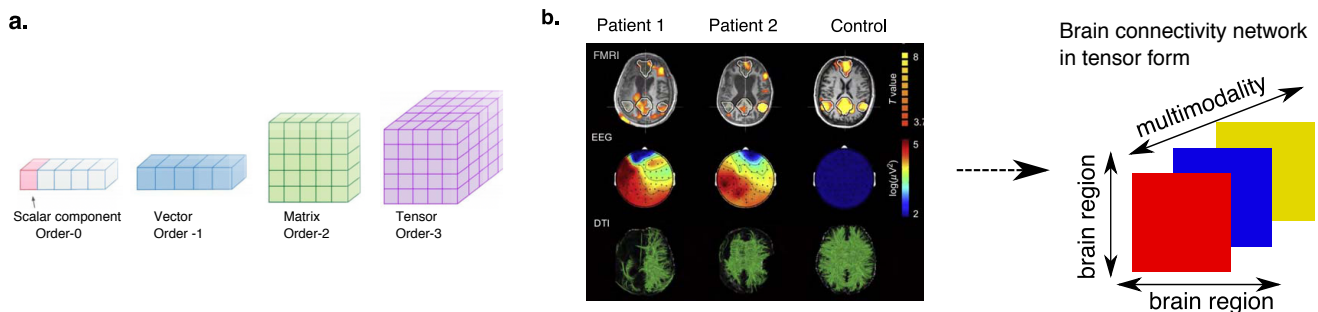 a.
Scalar component
Order-0
Vector
Order -1
Matrix
Order-2
Tensor
Order-3
b.
Patient 1 Patient 2 Control
FMRI
8
T value
3.7
EEG
5
log(μV²)
2
DTI
Brain connectivity network
in tensor form
multimodality
brain region
brain region